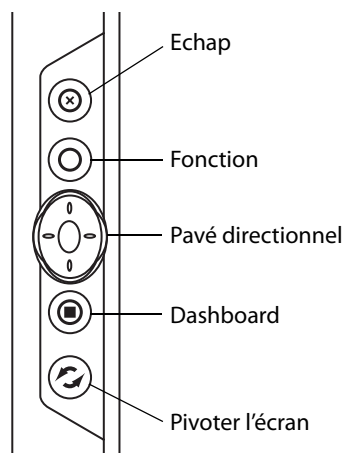 Echap
Fonction
Pavé directionnel
Dashboard
Pivoter l'écran